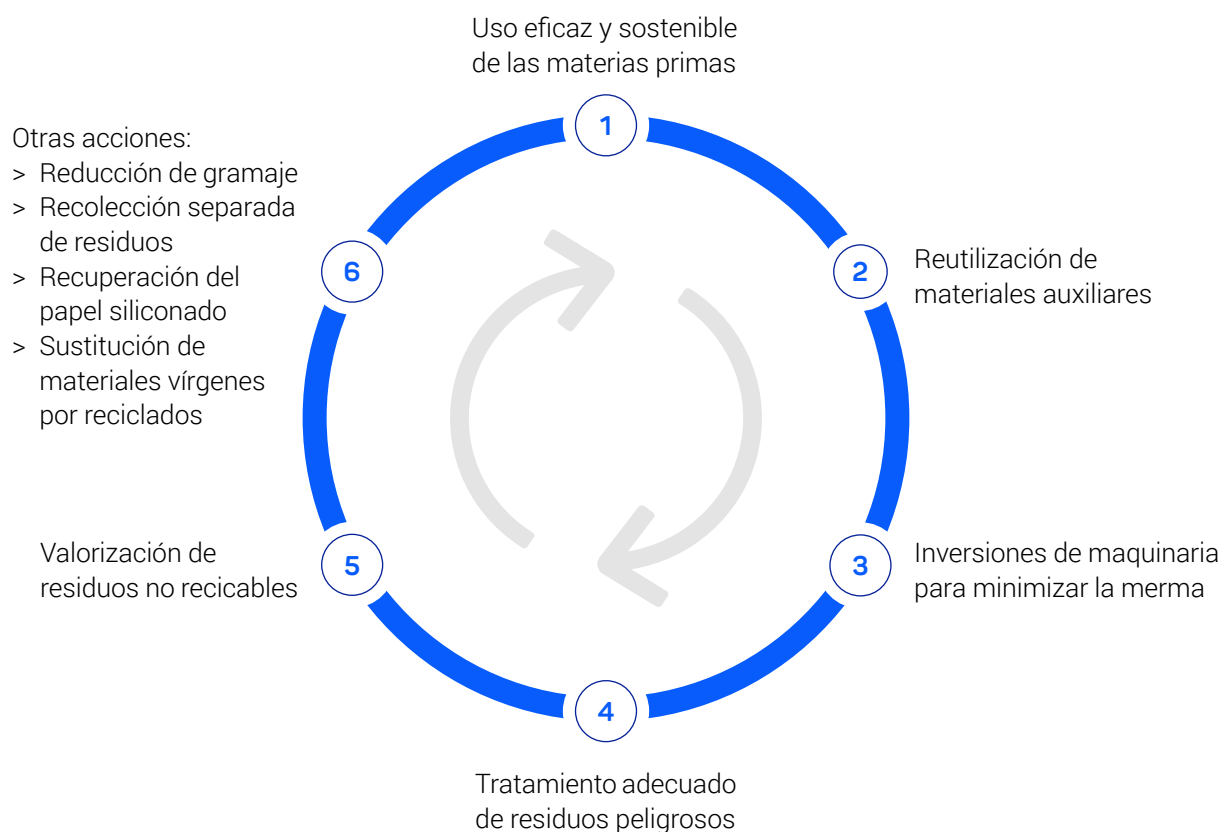 Uso eficaz y sostenible
de las materias primas
1
2
Reutilización de
materiales auxiliares
3
Inversiones de maquinaria
para minimizar la merma
4
Tratamiento adecuado
de residuos peligrosos
5
Valorización de
residuos no recicables
6
Otras acciones:
> Reducción de gramaje
> Recolección separada
de residuos
> Recuperación del
papel siliconado
> Sustitución de
materiales vírgenes
por reciclados